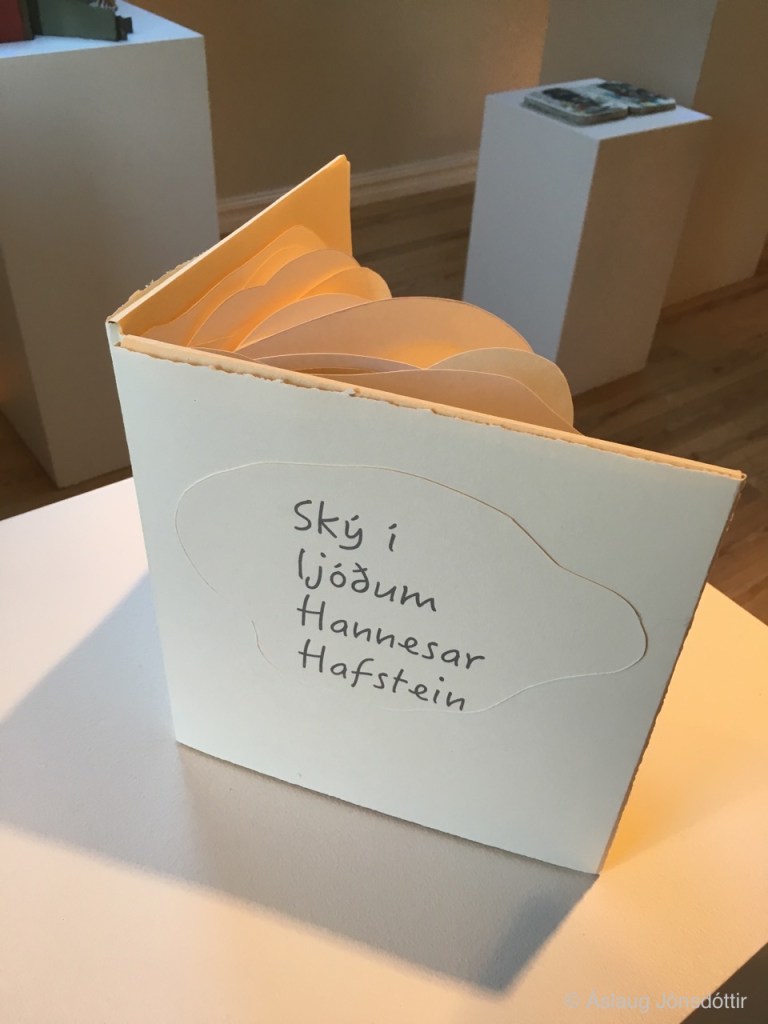 Ský í
ljóðum
Hannesar
Hafstein
© Áslaug Jónsdóttir